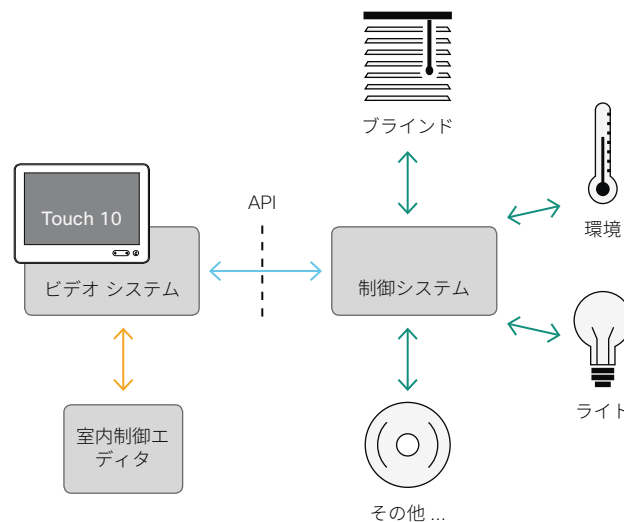 ブラインド
Touch 10
API
環境
ビデオ システム
制御システム
ライト
室内制御エ
ディタ
その他 ...